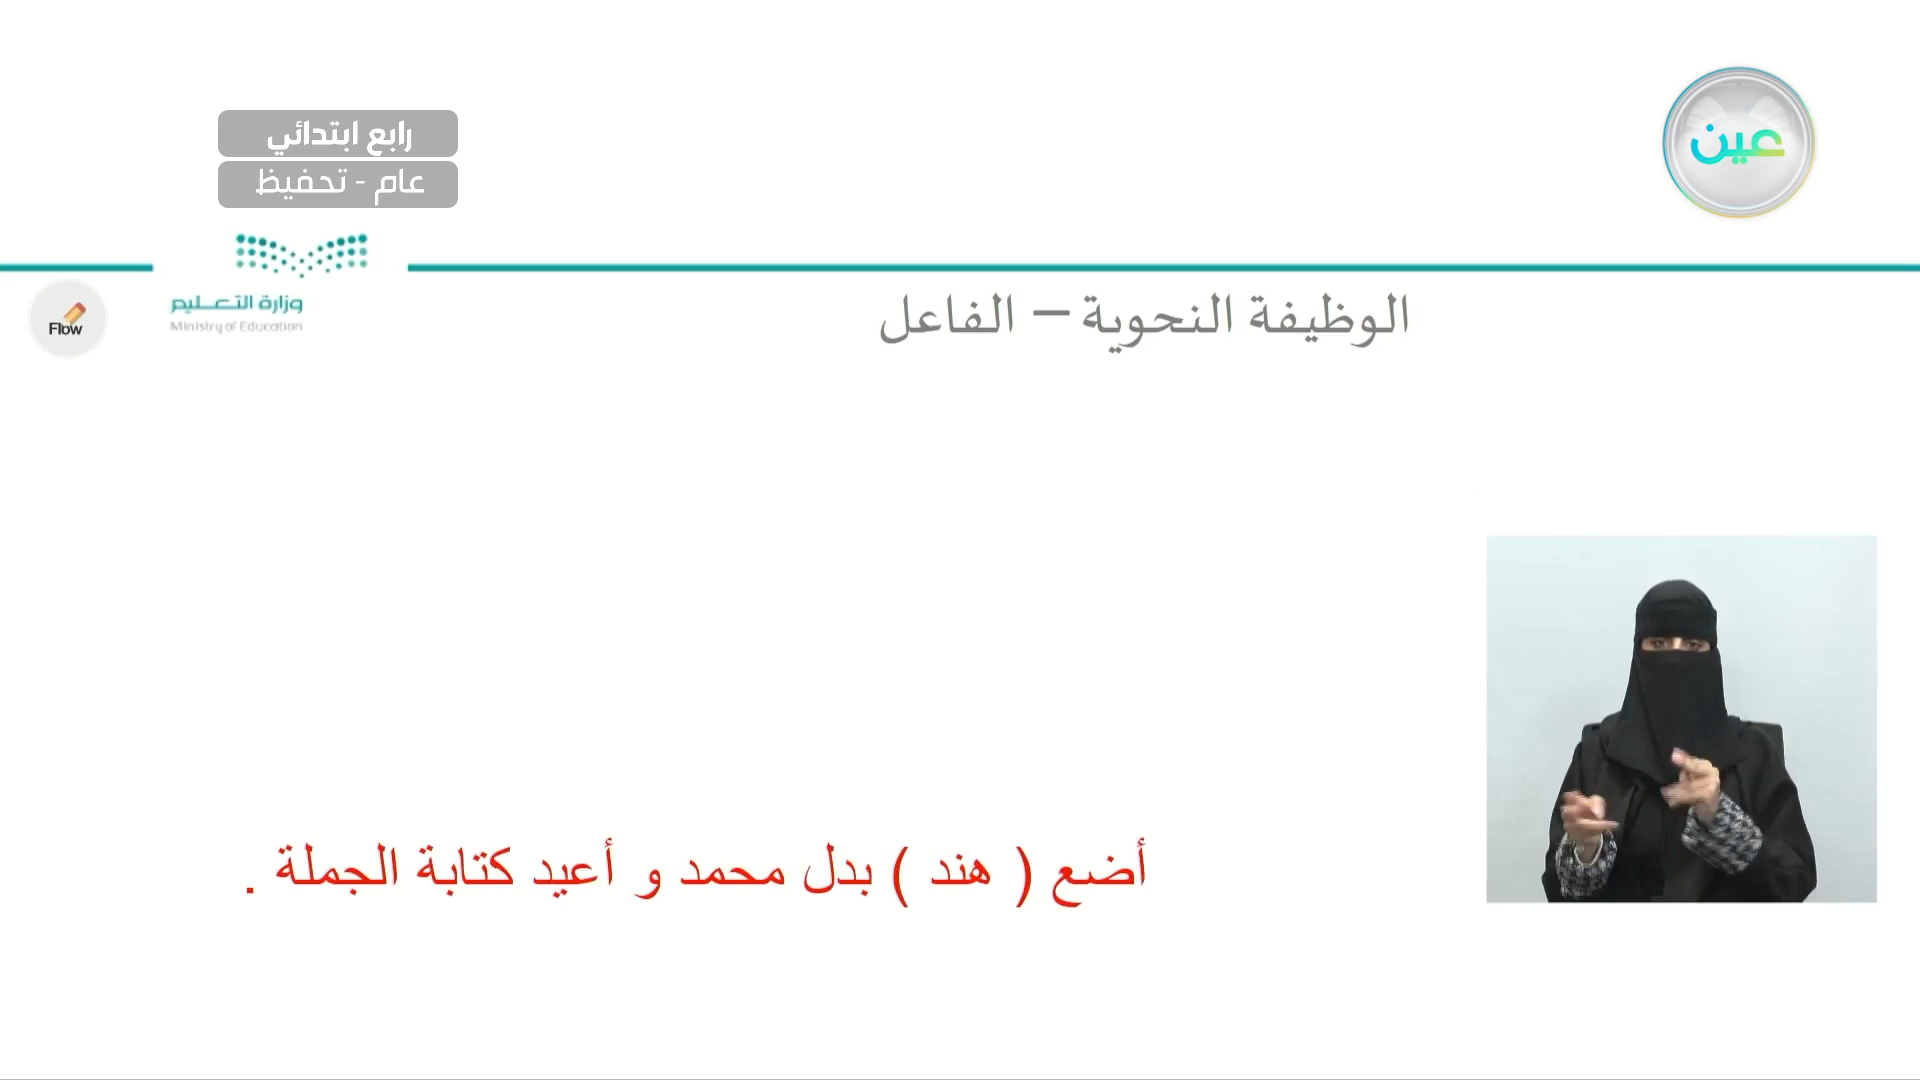 رابع ابتدائي
عام - تحفيظ
عين
وزارة التعليم
Ministry of Education
Flow
الوظيفة النحوية – الفاعل
أضع ( هند ) بدل محمد و أعيد كتابة الجملة .